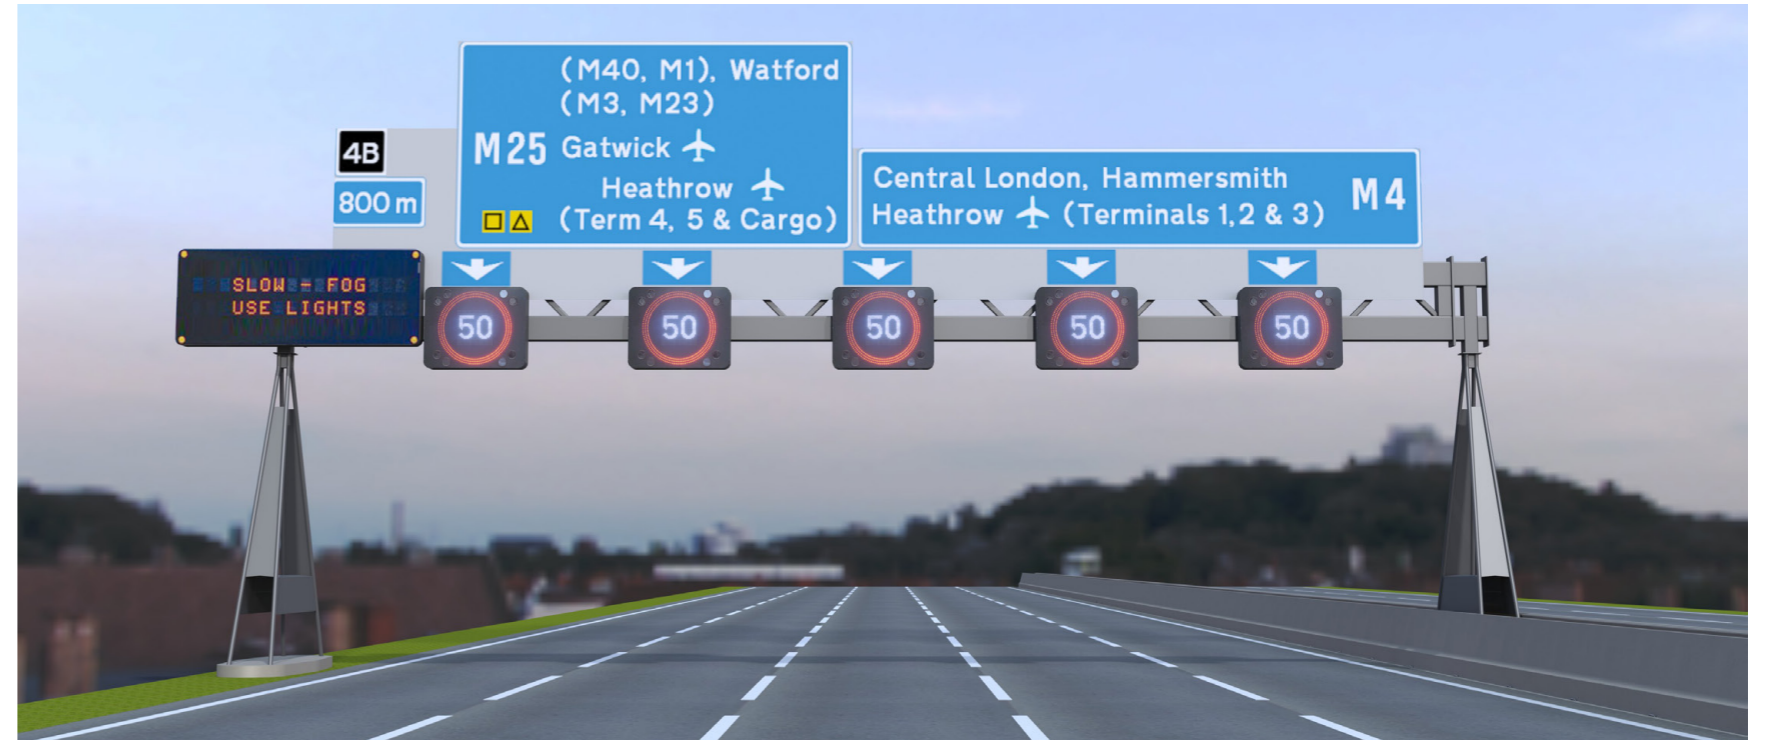 4B
800m
(M40, M1), Watford
(M3, M23)
M25 Gatwick
Heathrow
(Term 4, 5 & Cargo)
Central London, Hammersmith
Heathrow (Terminals 1,2 & 3)
M4
SLOW - FOG
USE LIGHTS
50
50
50
50
50